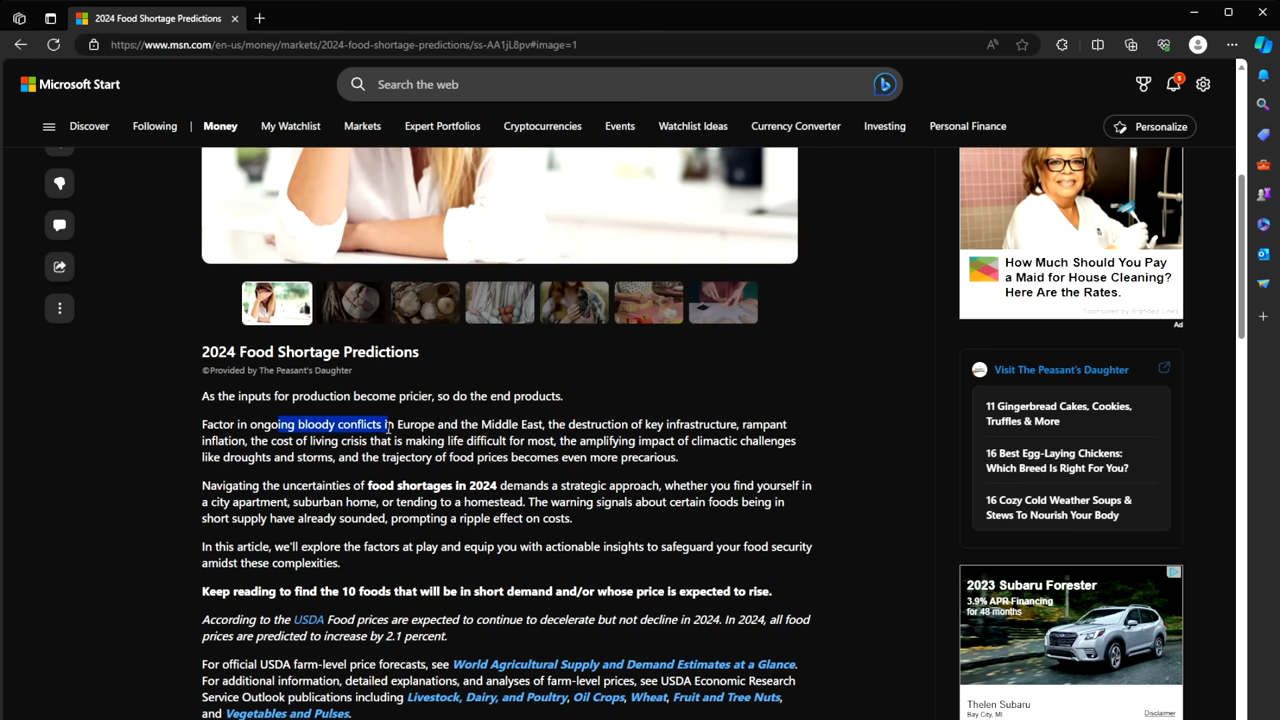 2024 Food Shortage Predictions
https://www.msn.com/en-us/money/markets/2024-food-shortage-predictions/ss-AA1jL8pv#image=1
Microsoft Start
Search the web
3
Discover
Following
Money
My Watchlist
Markets
Expert Portfolios
Cryptocurrencies
Events
Watchlist Ideas
Currency Converter
Investing
Personal Finance
Personalize
2024 Food Shortage Predictions
©Provided by The Peasant's Daughter
As the inputs for production become pricier, so do the end products.
Factor in ongoing bloody conflicts in Europe and the Middle East, the destruction of key infrastructure, rampant
inflation, the cost of living crisis that is making life difficult for most, the amplifying impact of climactic challenges
like droughts and storms, and the trajectory of food prices becomes even more precarious.
Navigating the uncertainties of food shortages in 2024 demands a strategic approach, whether you find yourself in
a city apartment, suburban home, or tending to a homestead. The warning signals about certain foods being in
short supply have already sounded, prompting a ripple effect on costs.
In this article, we'll explore the factors at play and equip you with actionable insights to safeguard your food security
amidst these complexities.
Keep reading to find the 10 foods that will be in short demand and/or whose price is expected to rise.
According to the USDA Food prices are expected to continue to decelerate but not decline in 2024. In 2024, all food
prices are predicted to increase by 2.1 percent.
For official USDA farm-level price forecasts, see World Agricultural Supply and Demand Estimates at a Glance.
For additional information, detailed explanations, and analyses of farm-level prices, see USDA Economic Research
Service Outlook publications including Livestock, Dairy, and Poultry, Oil Crops, Wheat, Fruit and Tree Nuts,
and Vegetables and Pulses.
How Much Should You Pay
a Maid for House Cleaning?
Here Are the Rates.
Sponsored by Branded Links
Ad
Visit The Peasant's Daughter
11 Gingerbread Cakes, Cookies,
Truffles & More
16 Best Egg-Laying Chickens:
Which Breed Is Right For You?
16 Cozy Cold Weather Soups &
Stews To Nourish Your Body
2023 Subaru Forester
3.9% APR Financing
for 48 months
Thelen Subaru
Bay City, MI
Disclaimer